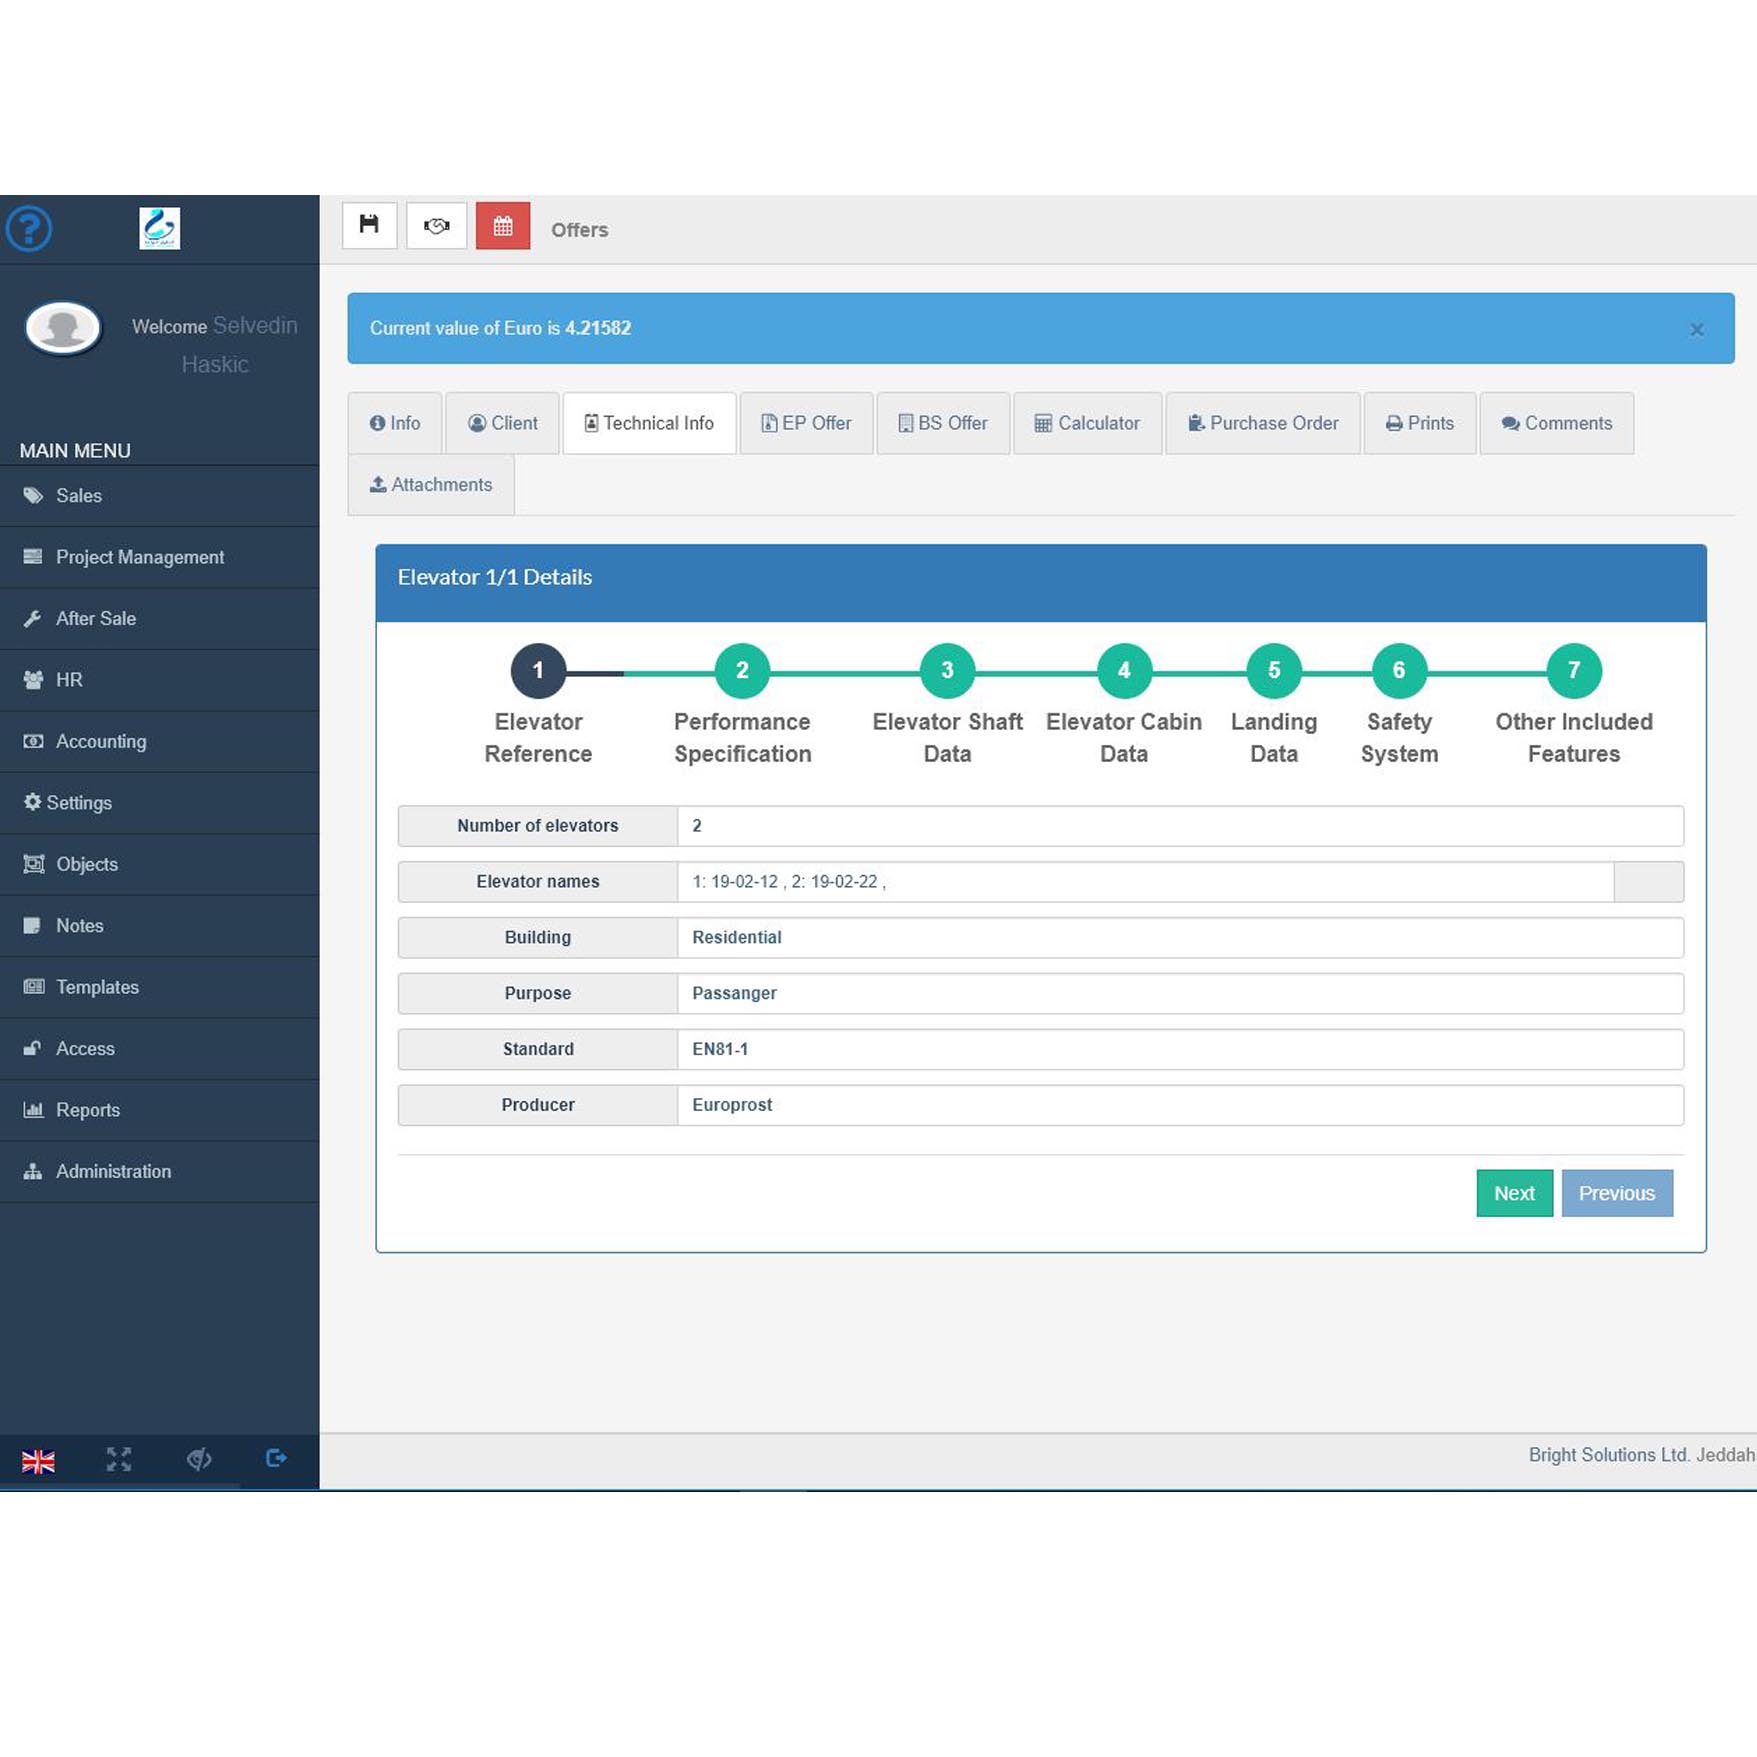 Offers
Welcome Selvedin
Haskic
MAIN MENU
Sales
Project Management
After Sale
HR
Accounting
Settings
Objects
Notes
Templates
Access
Reports
Administration
Current value of Euro is 4.21582
×
Info
Client
Technical Info
EP Offer
BS Offer
Calculator
Purchase Order
Prints
Comments
Attachments
Elevator 1/1 Details
1
2
3
4
5
6
7
Elevator
Reference
Performance
Specification
Elevator Shaft
Data
Elevator Cabin
Data
Landing
Data
Safety
System
Other Included
Features
Number of elevators 2
Elevator names 1: 19-02-12 , 2: 19-02-22 ,
Building Residential
Purpose Passanger
Standard EN81-1
Producer Europrost
Next Previous
Bright Solutions Ltd. Jeddah